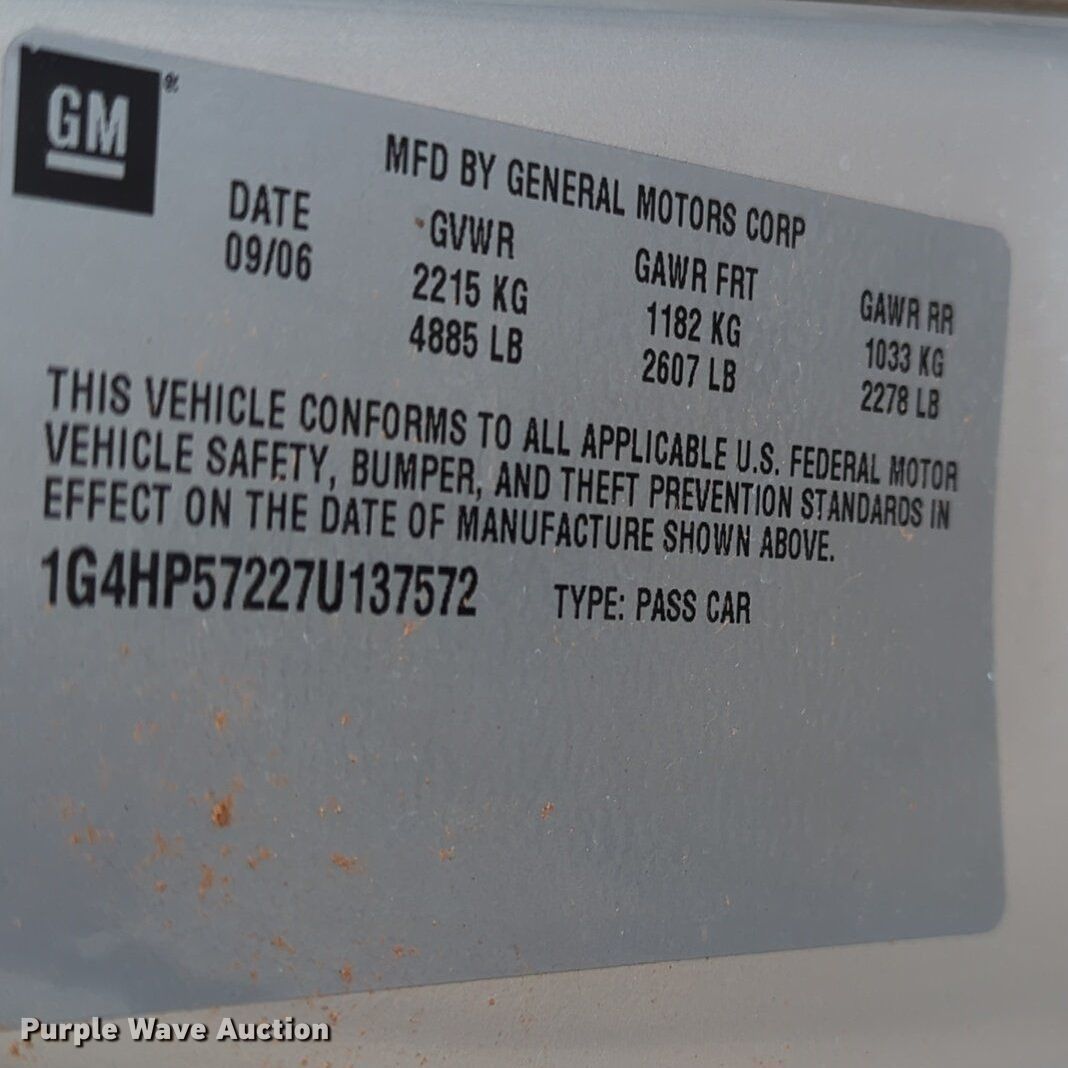 GM
MFD BY GENERAL MOTORS CORP
DATE GVWR GAWR FRT GAWR RR
09/06 2215 KG 1182 KG 1033 KG
4885 LB 2607 LB 2278 LB
THIS VEHICLE CONFORMS TO ALL APPLICABLE U.S. FEDERAL MOTOR
VEHICLE SAFETY, BUMPER, AND THEFT PREVENTION STANDARDS IN
EFFECT ON THE DATE OF MANUFACTURE SHOWN ABOVE.
1G4HP57227U137572 TYPE: PASS CAR
Purple Wave Auction